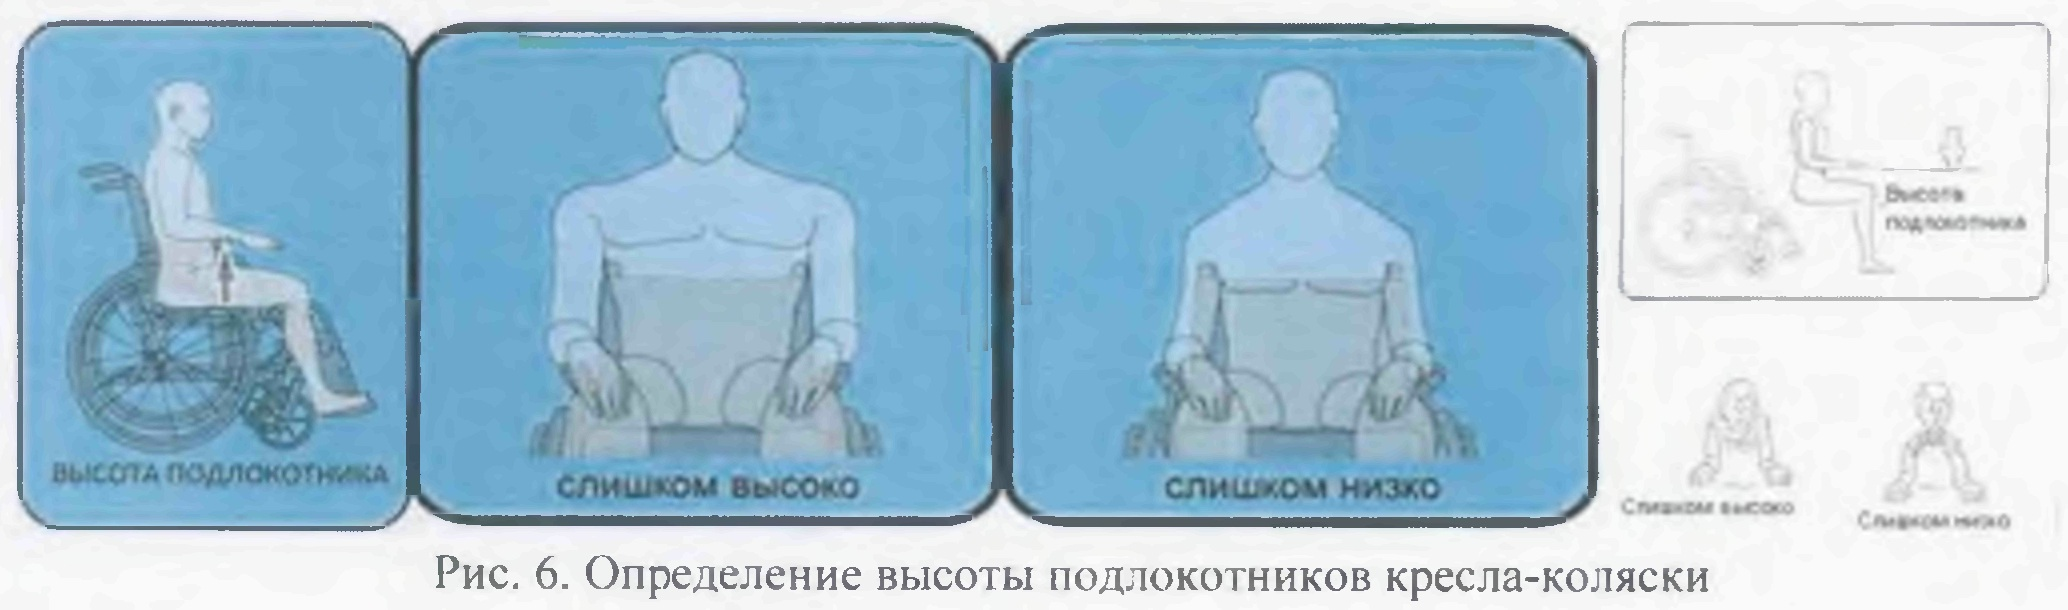 ВЫСОТА ПОДЛОКОТНИКА
СЛИШКОМ ВЫСОКО
СЛИШКОМ НИЗКО
Высота
подлокотника
Слишком высоко
Слишком низко
Рис. 6. Определение высоты подлокотников кресла-коляски